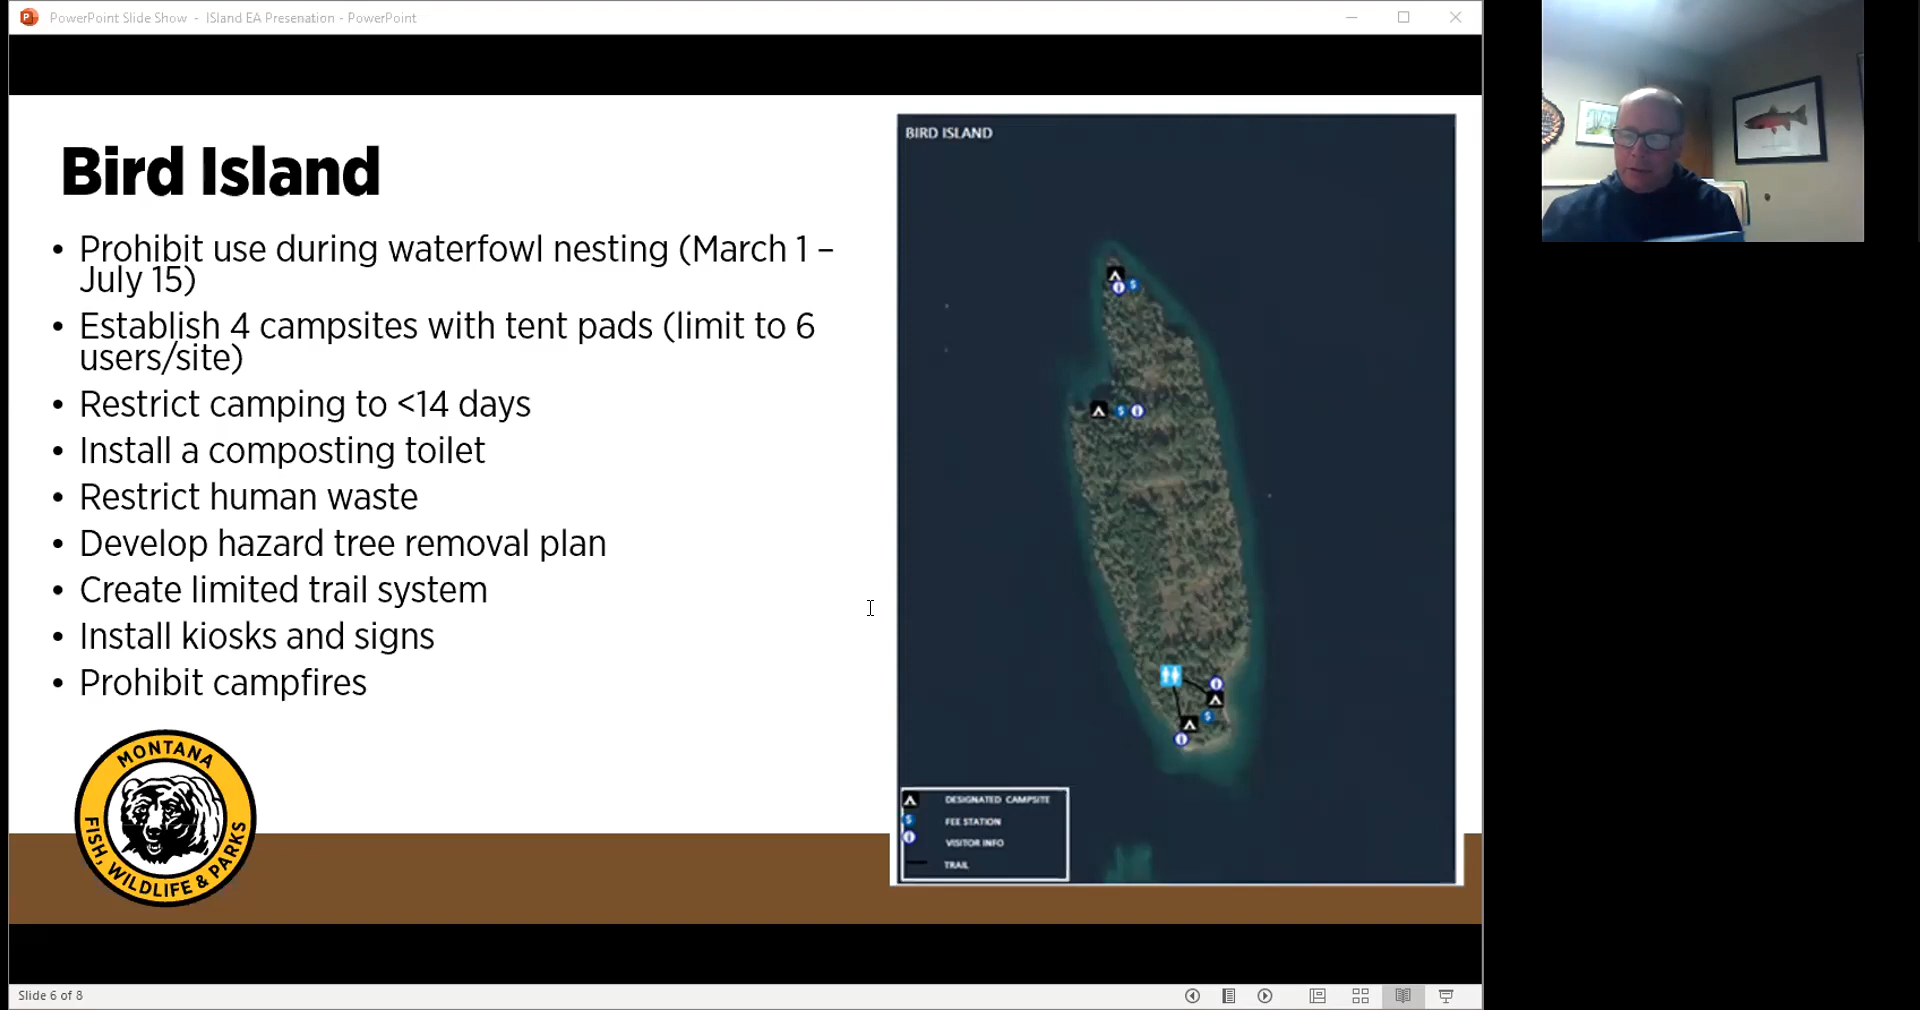 PowerPoint Slide Show - ISland EA Presenation - PowerPoint
Bird Island
• Prohibit use during waterfowl nesting (March 1 –
July 15)
• Establish 4 campsites with tent pads (limit to 6
users/site)
• Restrict camping to <14 days
• Install a composting toilet
• Restrict human waste
• Develop hazard tree removal plan
• Create limited trail system
• Install kiosks and signs
• Prohibit campfires
MONTANA
FISH, WILDLIFE & PARKS
BIRD ISLAND
DESIGNATED CAMPSITE
FEE STATION
VISITOR INFO
TRAIL
Slide 6 of 8